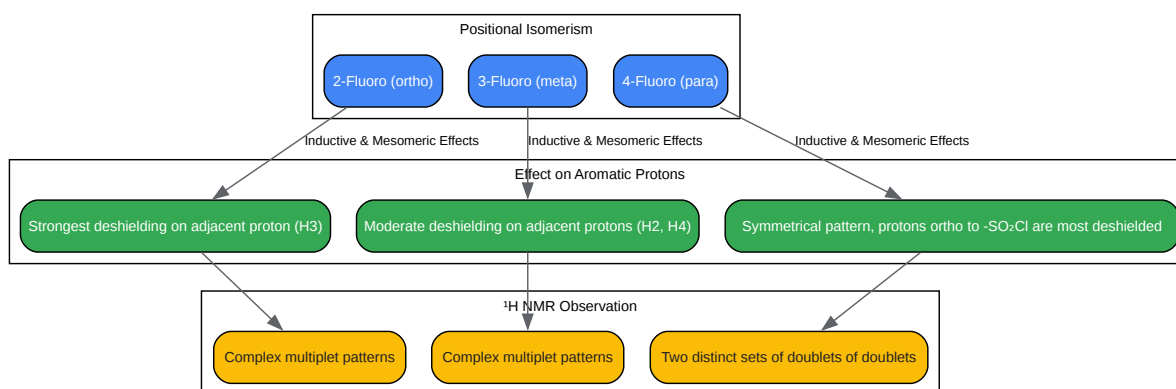 Positional Isomerism
2-Fluoro (ortho)
3-Fluoro (meta)
4-Fluoro (para)
Inductive & Mesomeric Effects
Inductive & Mesomeric Effects
Inductive & Mesomeric Effects
Effect on Aromatic Protons
Strongest deshielding on adjacent proton (H3)
Moderate deshielding on adjacent protons (H2, H4)
Symmetrical pattern, protons ortho to -SO₂Cl are most deshielded
¹H NMR Observation
Complex multiplet patterns
Complex multiplet patterns
Two distinct sets of doublets of doublets